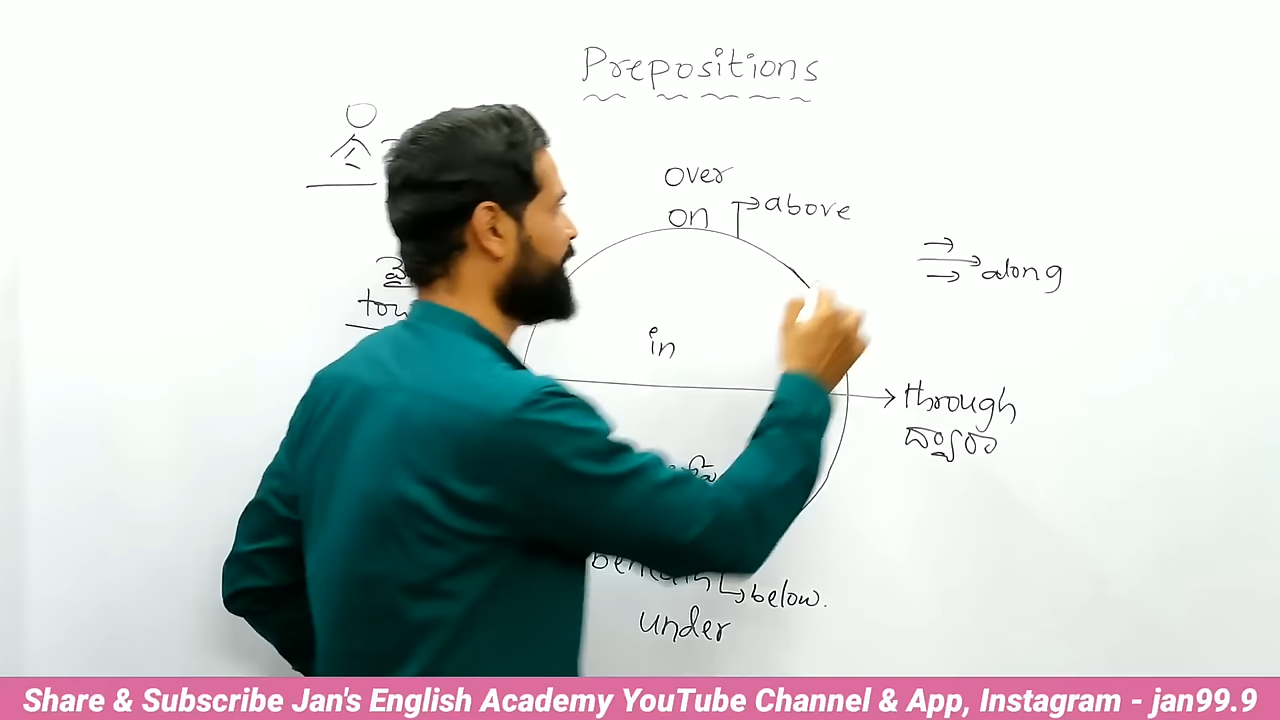 Prepositions
over
on
above
along
in
through
ద్వారా
beneath
below.
under
Share & Subscribe Jan's English Academy YouTube Channel & App, Instagram - jan99.9